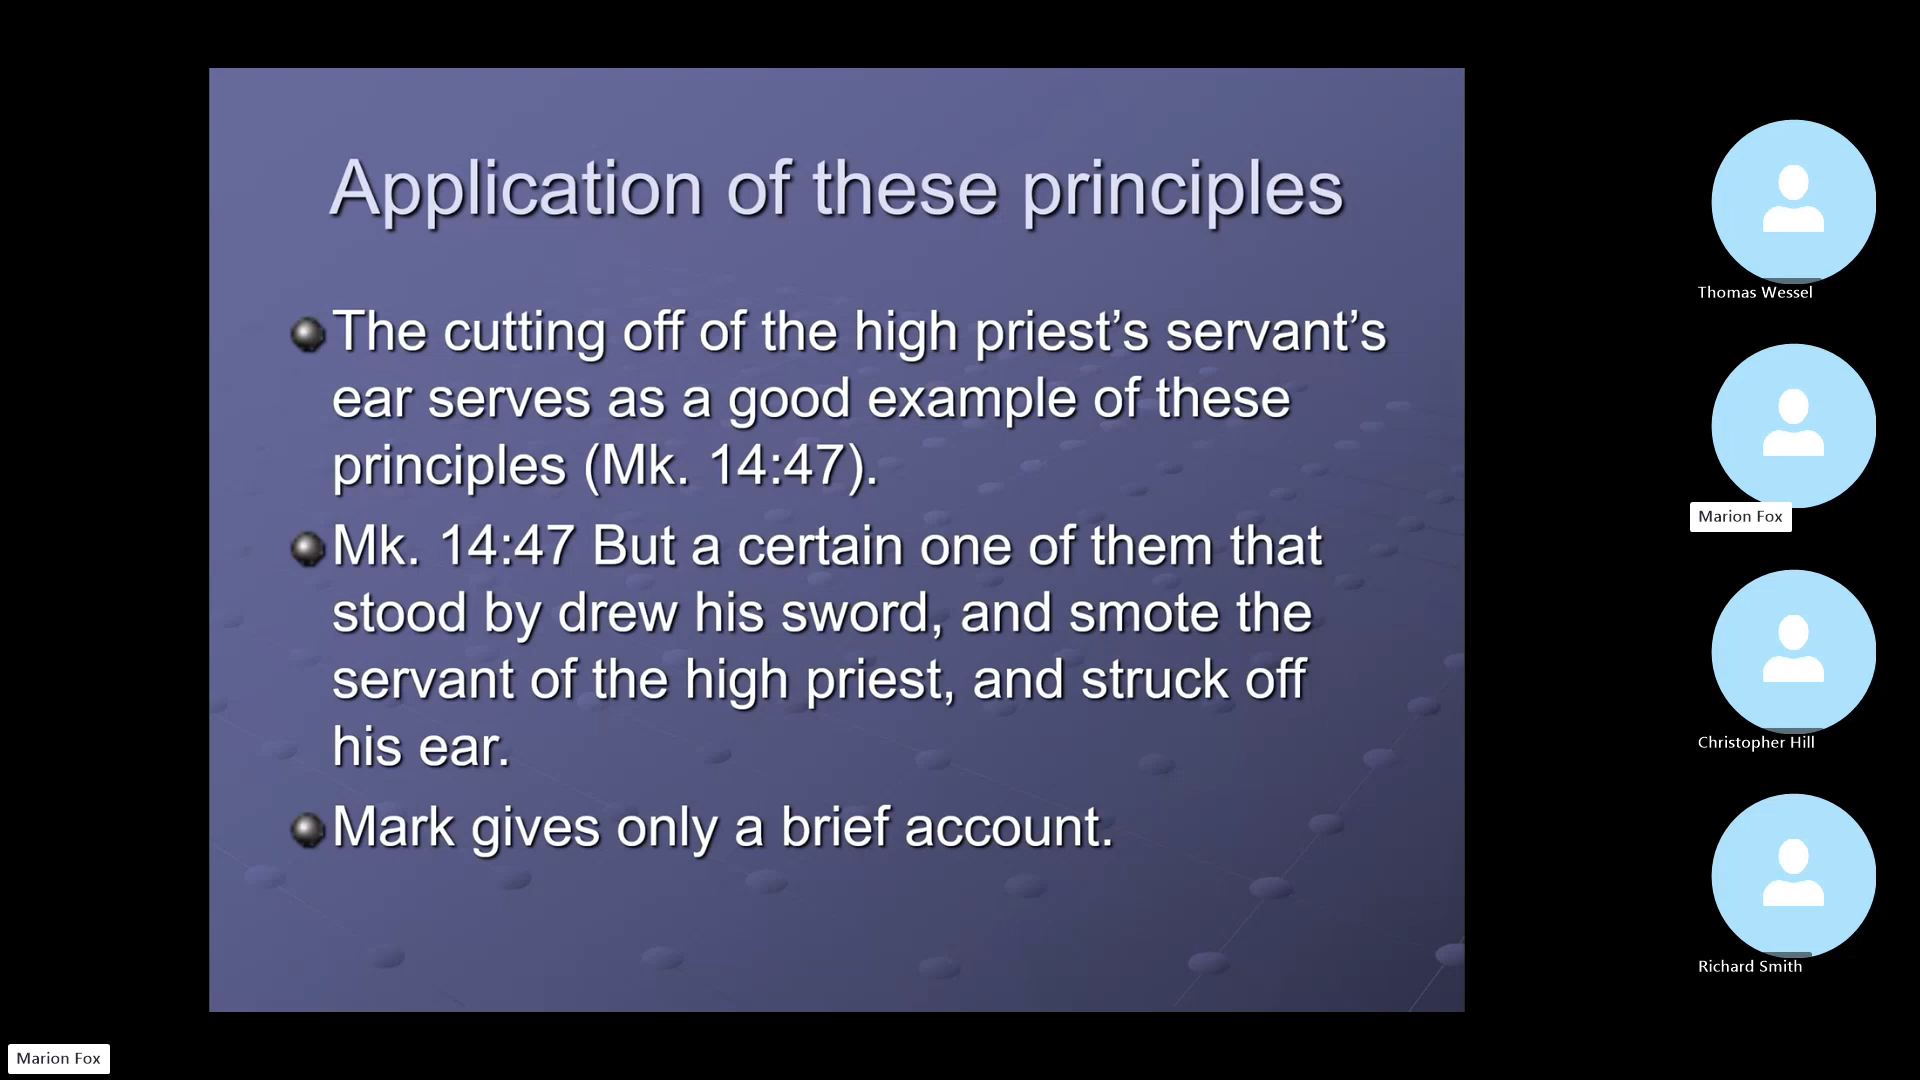 Application of these principles
The cutting off of the high priest’s servant’s
ear serves as a good example of these
principles (Mk. 14:47).
Mk. 14:47 But a certain one of them that
stood by drew his sword, and smote the
servant of the high priest, and struck off
his ear.
Mark gives only a brief account.
Thomas Wessel
Marion Fox
Christopher Hill
Richard Smith
Marion Fox